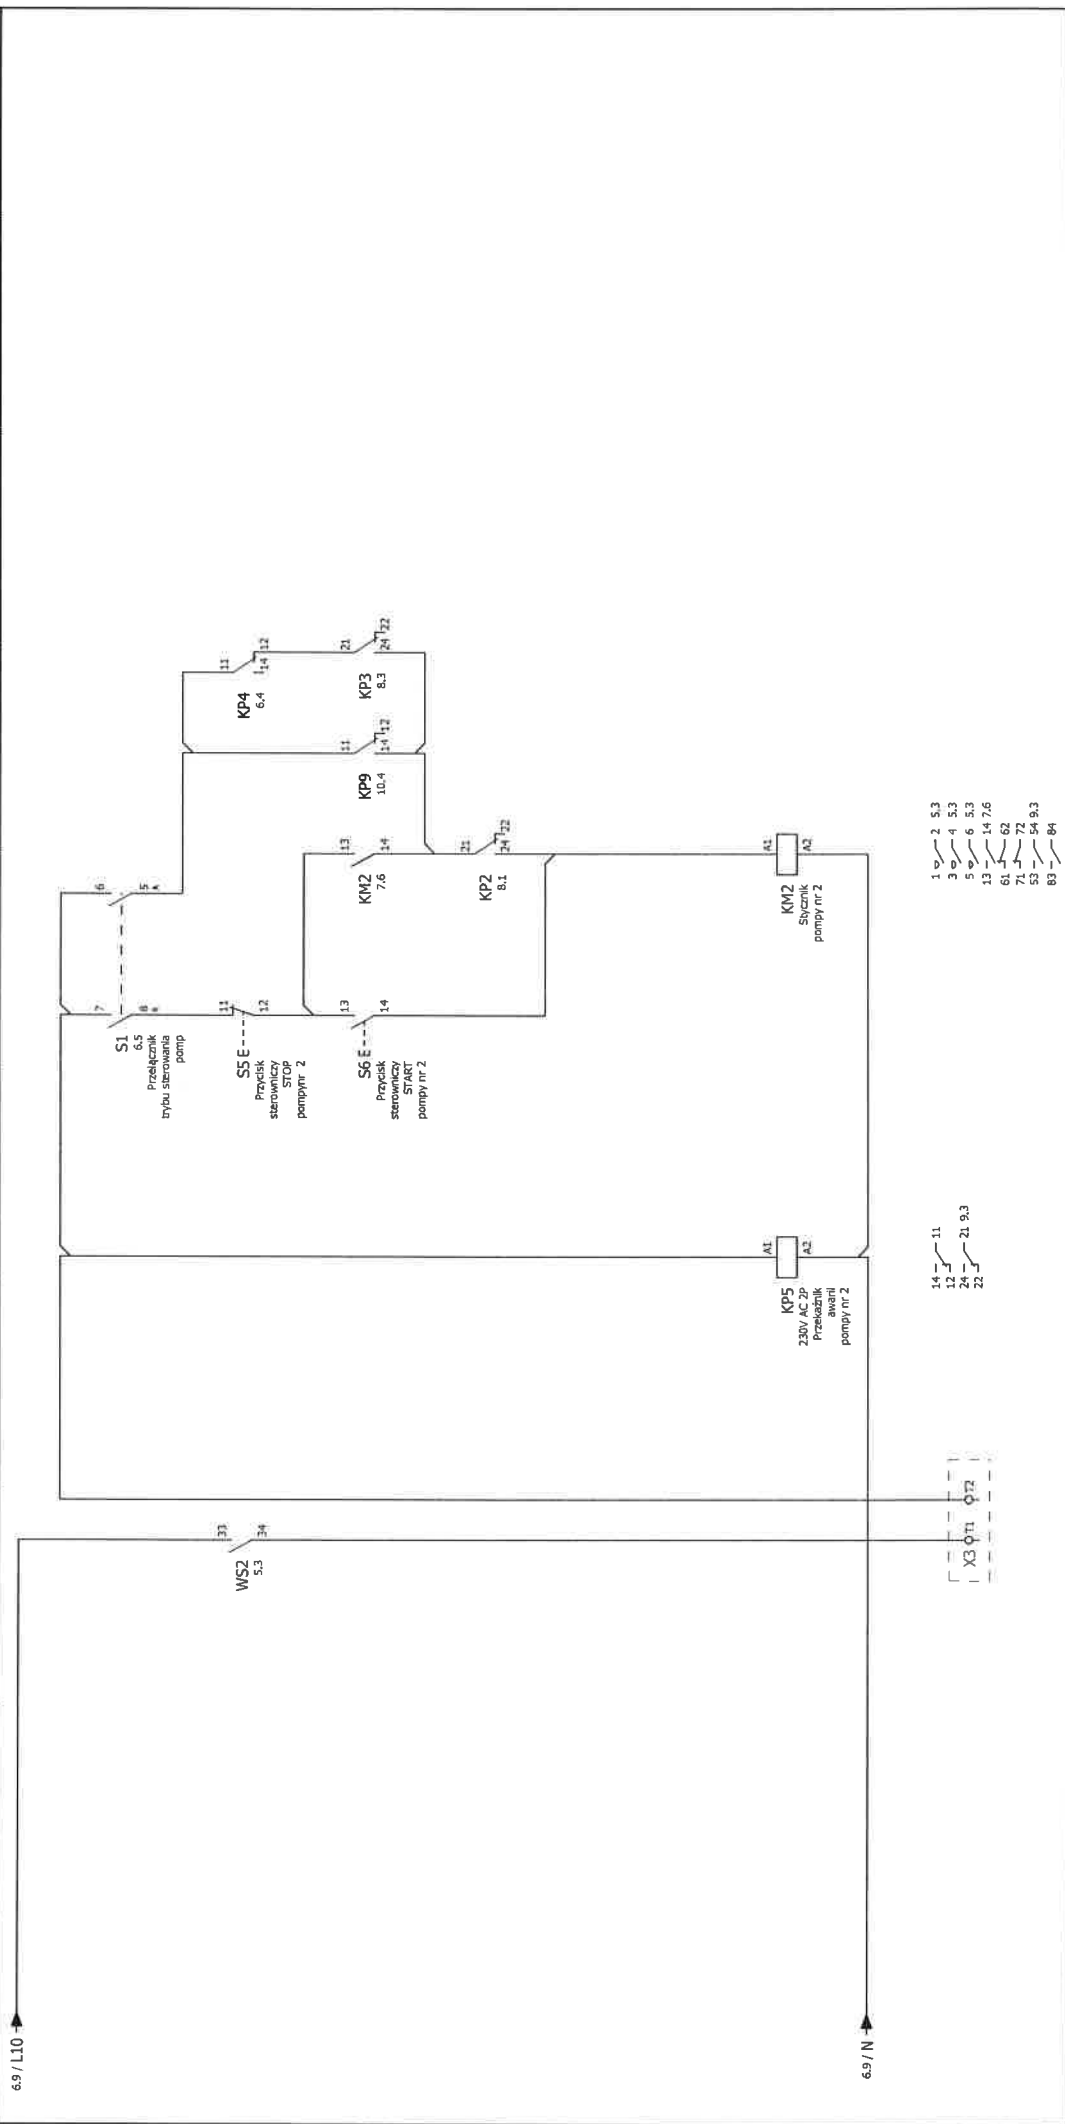 6.9 / L10
6.9 / N
WS2
5.3
33
34
X3
T1
T2
KP5
230V AC 2P
Przekaźnik
awarii
pompy nr 2
A1
A2
14
11
12
24
21 9.3
22
S1
6.5
Przełącznik
trybu sterowania
pomp
7
8
6
5
A
S5 E
Przycisk
sterowniczy
STOP
pompynr 2
11
12
S6 E
Przycisk
sterowniczy
START
pompy nr 2
13
14
KM2
7.6
13
14
KP2
8.1
21
24
22
KP9
10.4
11
14
12
KP4
6.4
11
14
12
KP3
8.3
21
24
22
KM2
Stycznik
pompy nr 2
A1
A2
1 2 5.3
3 4 5.3
5 6 5.3
13 14 7.6
61 62
71 72
53 54 9.3
83 84